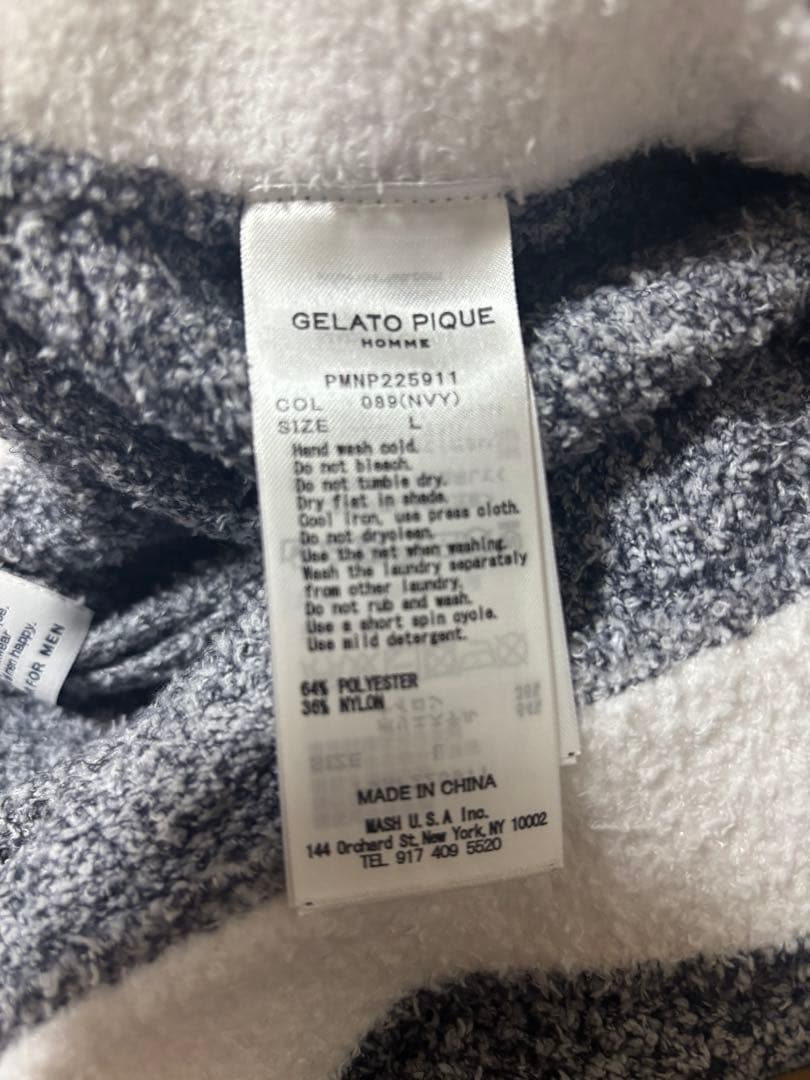 GELATO PIQUE
HOMME
PMNP225911
COL 089(NVY)
SIZE L
Hand wash cold.
Do not bleach.
Do not tumble dry.
Dry flat in shade.
Cool iron, use press cloth.
Do not dryclean.
Use the net when washing.
Wash the laundry separately
from other laundry.
Do not rub and wash.
Use a short spin cycle.
Use mild detergent.
64% POLYESTER
36% NYLON
MADE IN CHINA
MASH U.S.A Inc.
144 Orchard St, New York, NY 10002
TEL 917 409 5520
happy.
FOR MEN